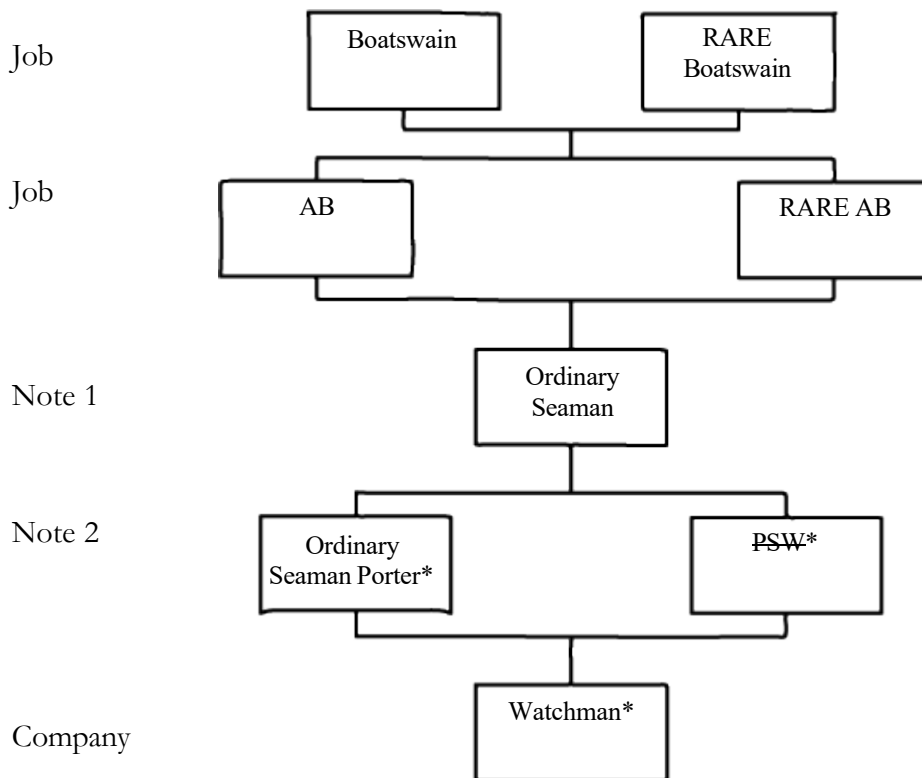 Job
Boatswain
RARE
Boatswain
Job
AB
RARE AB
Note 1
Ordinary
Seaman
Note 2
Ordinary
Seaman Porter*
PSW*
Company
Watchman*